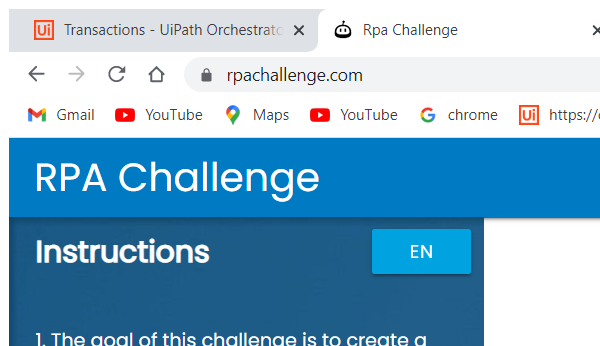 Ui Transactions - UiPath Orchestrato Rpa Challenge
rpachallenge.com
Gmail YouTube Maps YouTube chrome Ui https://
RPA Challenge
Instructions EN
1. The goal of this challenge is to create a